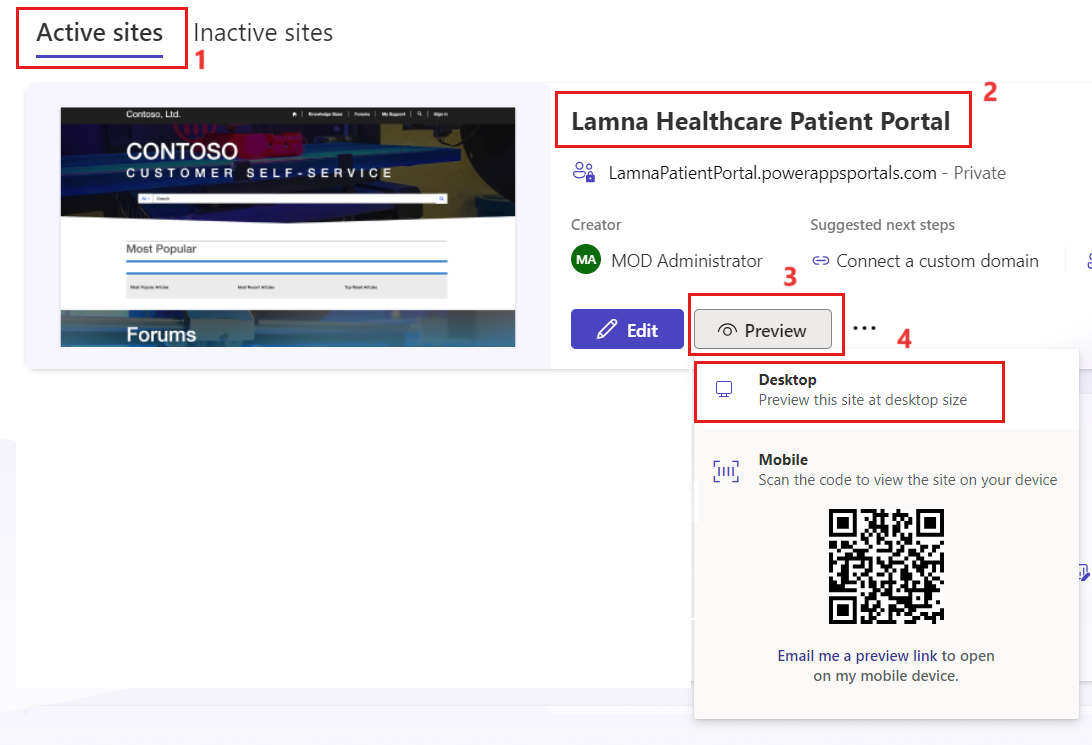 Active sites
Inactive sites
1
2
Contoso, Ltd.
Knowledge Base
Forums
My Support
Sign in
CONTOSO
CUSTOMER SELF-SERVICE
All
Search
Most Popular
Most Popular Articles
Most Recent Articles
Top Rated Articles
Forums
Lamna Healthcare Patient Portal
LamnaPatientPortal.powerappsportals.com - Private
Creator
Suggested next steps
MA
MOD Administrator
Connect a custom domain
3
Edit
Preview
...
4
Desktop
Preview this site at desktop size
Mobile
Scan the code to view the site on your device
Email me a preview link to open
on my mobile device.